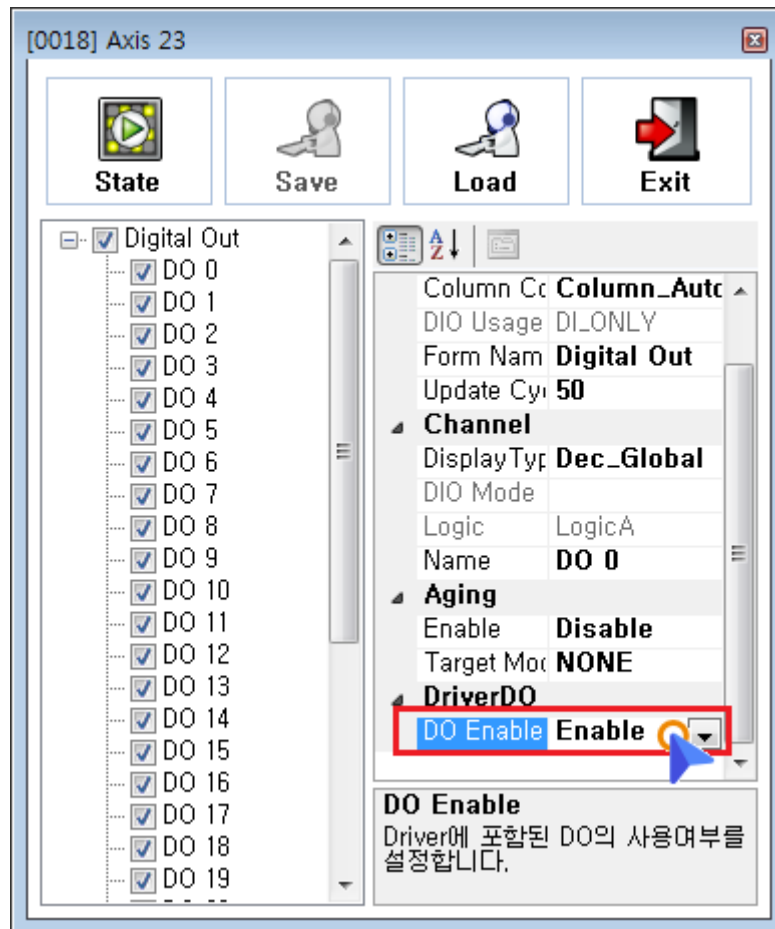 [0018] Axis 23
State Save Load Exit
Digital Out
DO 0
DO 1
DO 2
DO 3
DO 4
DO 5
DO 6
DO 7
DO 8
DO 9
DO 10
DO 11
DO 12
DO 13
DO 14
DO 15
DO 16
DO 17
DO 18
DO 19
Column Cc Column_Autc
DIO Usage DI_ONLY
Form Nam Digital Out
Update Cy 50
Channel
DisplayTyp Dec_Global
DIO Mode
Logic LogicA
Name DO 0
Aging
Enable Disable
Target Moc NONE
DriverDO
DO Enable Enable
DO Enable
Driver에 포함된 DO의 사용여부를
설정합니다.